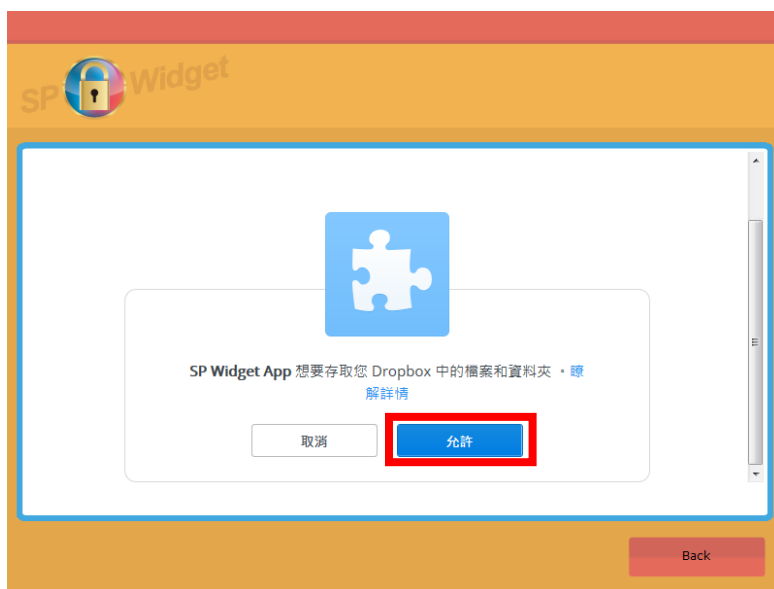 SP Widget
SP Widget App 想要存取您 Dropbox 中的檔案和資料夾 。瞭
解詳情
取消
允許
Back